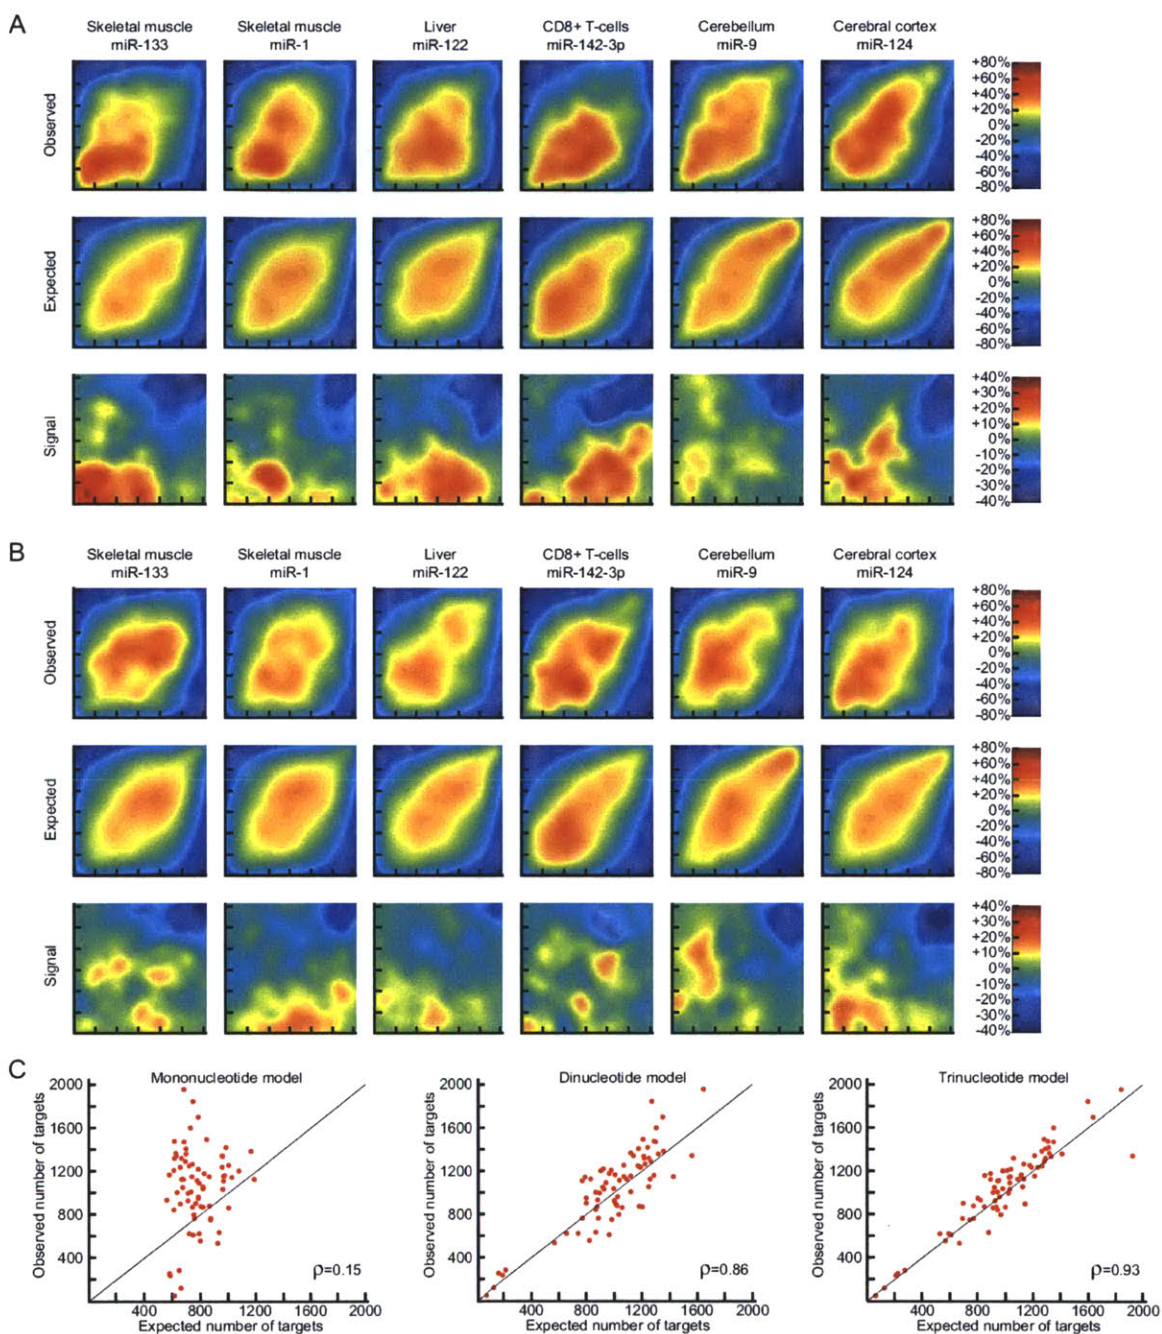 A
Skeletal muscle miR-133
Skeletal muscle miR-1
Liver miR-122
CD8+ T-cells miR-142-3p
Cerebellum miR-9
Cerebral cortex miR-124
Observed
+80%
+60%
+40%
+20%
0%
-20%
-40%
-60%
-80%
Expected
+80%
+60%
+40%
+20%
0%
-20%
-40%
-60%
-80%
Signal
+40%
+30%
+20%
+10%
0%
-10%
-20%
-30%
-40%
B
Skeletal muscle miR-133
Skeletal muscle miR-1
Liver miR-122
CD8+ T-cells miR-142-3p
Cerebellum miR-9
Cerebral cortex miR-124
Observed
+80%
+60%
+40%
+20%
0%
-20%
-40%
-60%
-80%
Expected
+80%
+60%
+40%
+20%
0%
-20%
-40%
-60%
-80%
Signal
+40%
+30%
+20%
+10%
0%
-10%
-20%
-30%
-40%
C
Mononucleotide model
Observed number of targets
2000
1600
1200
800
400
ρ=0.15
400 800 1200 1600 2000
Expected number of targets
Dinucleotide model
Observed number of targets
2000
1600
1200
800
400
ρ=0.86
400 800 1200 1600 2000
Expected number of targets
Trinucleotide model
Observed number of targets
2000
1600
1200
800
400
ρ=0.93
400 800 1200 1600 2000
Expected number of targets